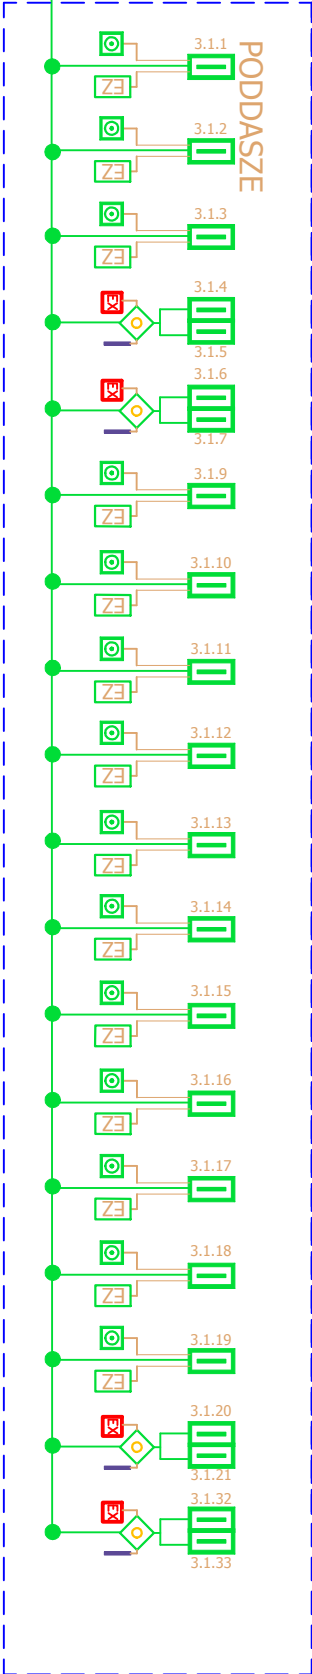 PODDASZE
3.1.1
EZ
3.1.2
EZ
3.1.3
EZ
3.1.4
EX
3.1.5
3.1.6
EX
3.1.7
3.1.9
EZ
3.1.10
EZ
3.1.11
EZ
3.1.12
EZ
3.1.13
EZ
3.1.14
EZ
3.1.15
EZ
3.1.16
EZ
3.1.17
EZ
3.1.18
EZ
3.1.19
EZ
3.1.20
EX
3.1.21
3.1.32
EX
3.1.33